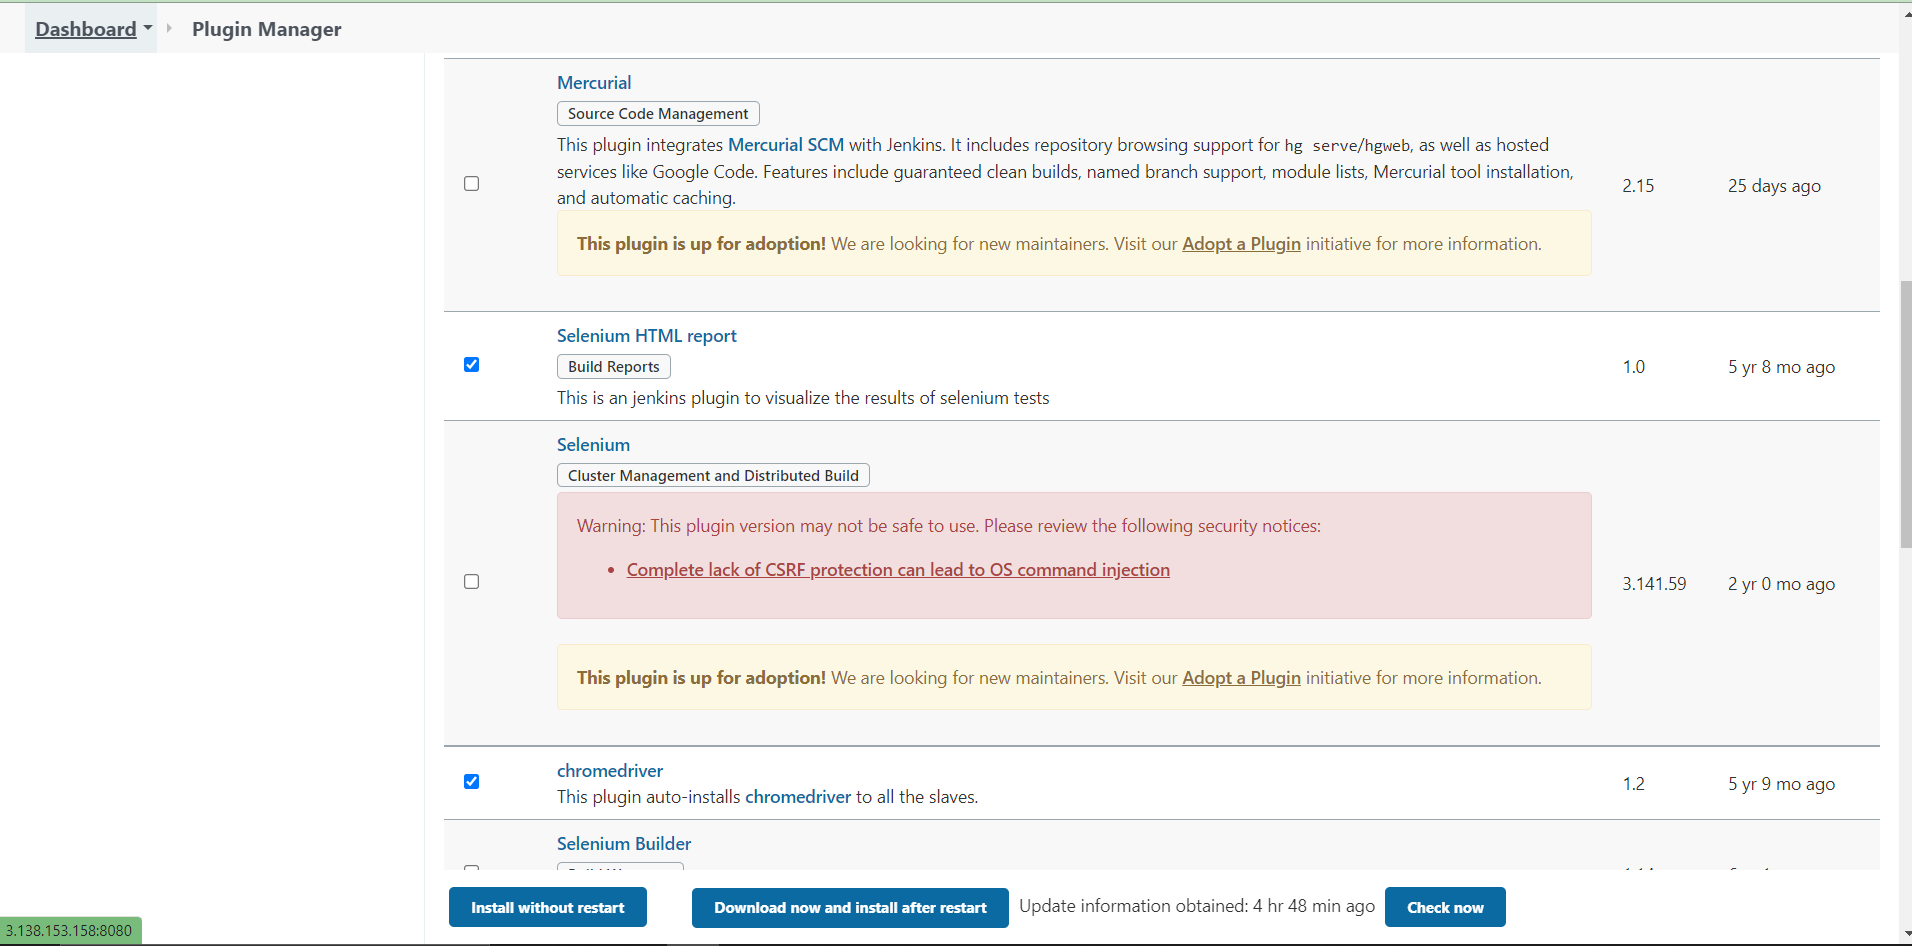 Dashboard Plugin Manager
Mercurial
Source Code Management
This plugin integrates Mercurial SCM with Jenkins. It includes repository browsing support for hg serve/hgweb, as well as hosted
services like Google Code. Features include guaranteed clean builds, named branch support, module lists, Mercurial tool installation,
and automatic caching.
2.15
25 days ago
This plugin is up for adoption! We are looking for new maintainers. Visit our Adopt a Plugin initiative for more information.
Selenium HTML report
Build Reports
This is an jenkins plugin to visualize the results of selenium tests
1.0
5 yr 8 mo ago
Selenium
Cluster Management and Distributed Build
Warning: This plugin version may not be safe to use. Please review the following security notices:
• Complete lack of CSRF protection can lead to OS command injection
3.141.59
2 yr 0 mo ago
This plugin is up for adoption! We are looking for new maintainers. Visit our Adopt a Plugin initiative for more information.
chromedriver
This plugin auto-installs chromedriver to all the slaves.
1.2
5 yr 9 mo ago
Selenium Builder
Install without restart
Download now and install after restart
Update information obtained: 4 hr 48 min ago
Check now
3.138.153.158:8080